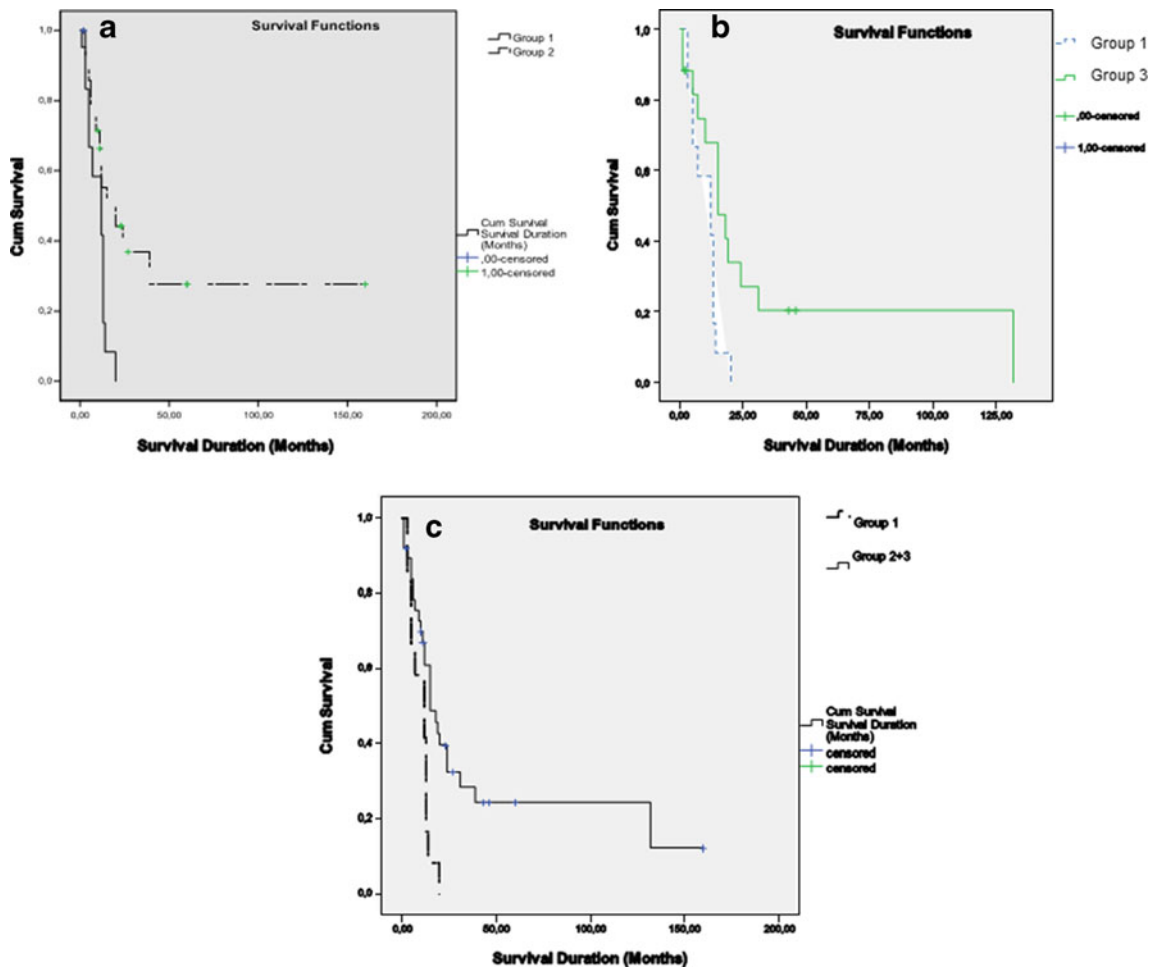 a
Survival Functions
Group 1
Group 2
1,0
0,8
0,6
0,4
0,2
0,0
Cum Survival
Cum Survival
Survival Duration
(Months)
,00-censored
1,00-censored
0,00
50,00
100,00
150,00
200,00
Survival Duration (Months)
b
Survival Functions
Group 1
Group 3
,00-censored
1,00-censored
1,0
0,8
0,6
0,4
0,2
0,0
Cum Survival
0,00
25,00
50,00
75,00
100,00
125,00
Survival Duration (Months)
c
Survival Functions
Group 1
Group 2+3
1,0
0,8
0,6
0,4
0,2
0,0
Cum Survival
Cum Survival
Survival Duration
(Months)
censored
censored
0,00
50,00
100,00
150,00
200,00
Survival Duration (Months)